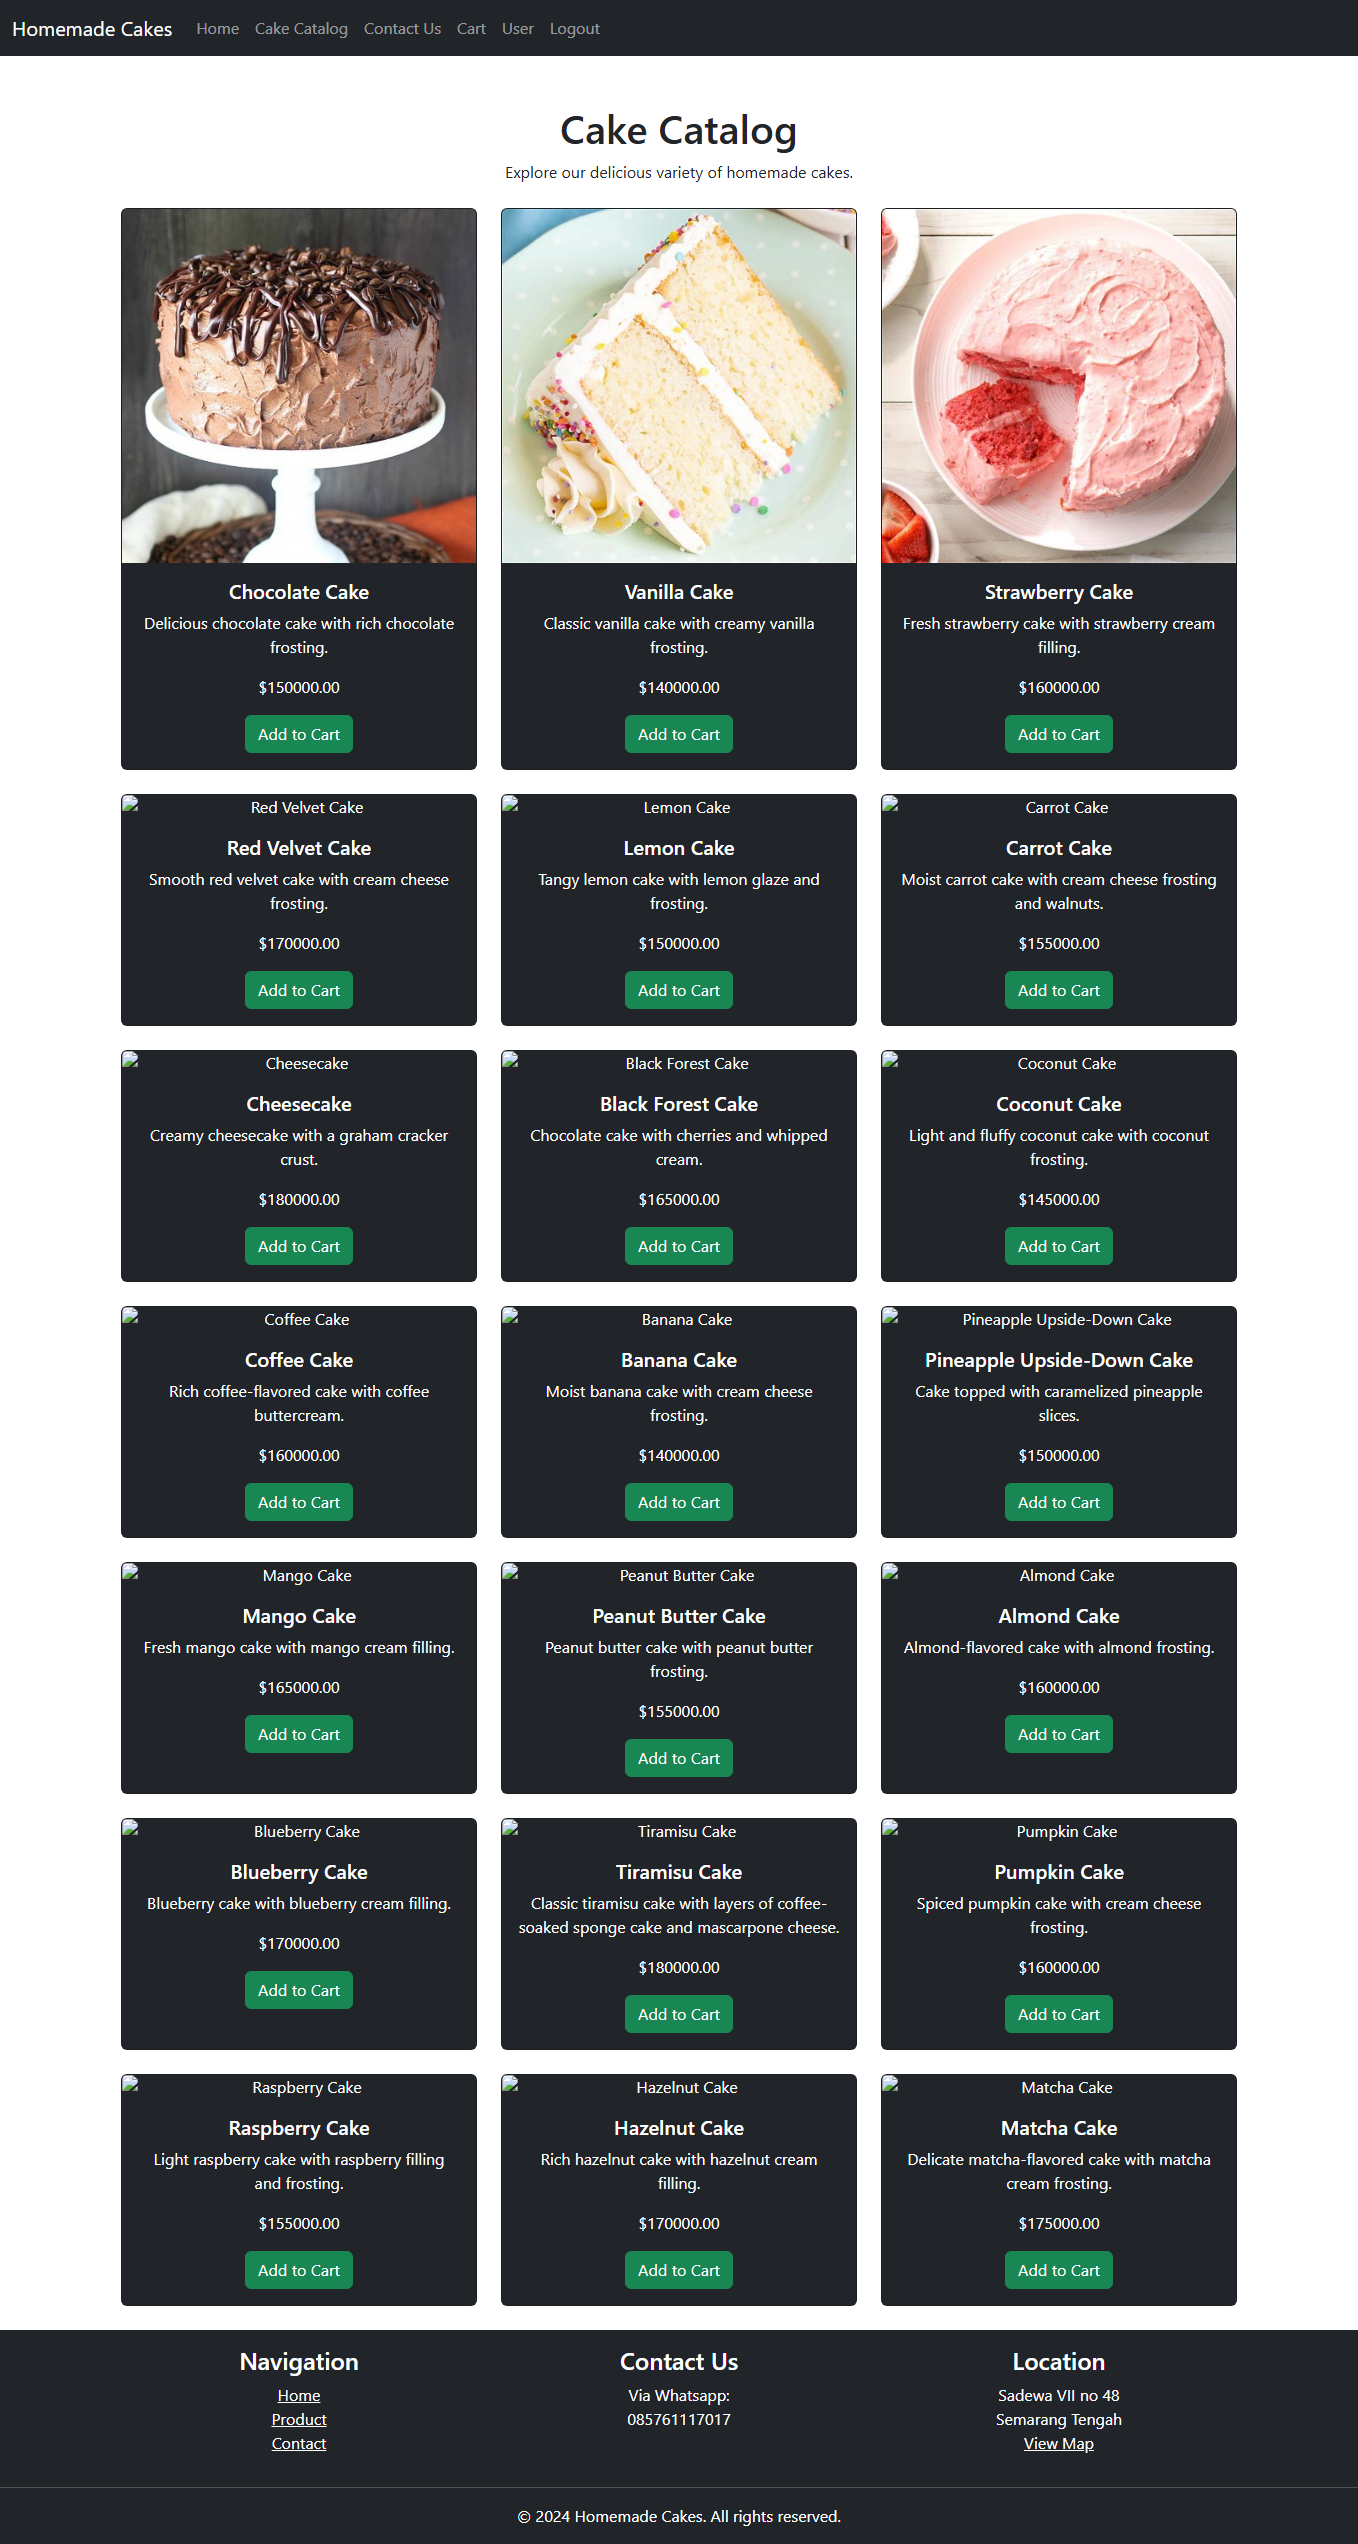 Homemade Cakes Home Cake Catalog Contact Us Cart User Logout
Cake Catalog
Explore our delicious variety of homemade cakes.
Chocolate Cake
Delicious chocolate cake with rich chocolate
frosting.
$150000.00
Add to Cart
Vanilla Cake
Classic vanilla cake with creamy vanilla
frosting.
$140000.00
Add to Cart
Strawberry Cake
Fresh strawberry cake with strawberry cream
filling.
$160000.00
Add to Cart
Red Velvet Cake
Red Velvet Cake
Smooth red velvet cake with cream cheese
frosting.
$170000.00
Add to Cart
Lemon Cake
Lemon Cake
Tangy lemon cake with lemon glaze and
frosting.
$150000.00
Add to Cart
Carrot Cake
Carrot Cake
Moist carrot cake with cream cheese frosting
and walnuts.
$155000.00
Add to Cart
Cheesecake
Cheesecake
Creamy cheesecake with a graham cracker
crust.
$180000.00
Add to Cart
Black Forest Cake
Black Forest Cake
Chocolate cake with cherries and whipped
cream.
$165000.00
Add to Cart
Coconut Cake
Coconut Cake
Light and fluffy coconut cake with coconut
frosting.
$145000.00
Add to Cart
Coffee Cake
Coffee Cake
Rich coffee-flavored cake with coffee
buttercream.
$160000.00
Add to Cart
Banana Cake
Banana Cake
Moist banana cake with cream cheese
frosting.
$140000.00
Add to Cart
Pineapple Upside-Down Cake
Pineapple Upside-Down Cake
Cake topped with caramelized pineapple
slices.
$150000.00
Add to Cart
Mango Cake
Mango Cake
Fresh mango cake with mango cream filling.
$165000.00
Add to Cart
Peanut Butter Cake
Peanut Butter Cake
Peanut butter cake with peanut butter
frosting.
$155000.00
Add to Cart
Almond Cake
Almond Cake
Almond-flavored cake with almond frosting.
$160000.00
Add to Cart
Blueberry Cake
Blueberry Cake
Blueberry cake with blueberry cream filling.
$170000.00
Add to Cart
Tiramisu Cake
Tiramisu Cake
Classic tiramisu cake with layers of coffee-
soaked sponge cake and mascarpone cheese.
$180000.00
Add to Cart
Pumpkin Cake
Pumpkin Cake
Spiced pumpkin cake with cream cheese
frosting.
$160000.00
Add to Cart
Raspberry Cake
Raspberry Cake
Light raspberry cake with raspberry filling
and frosting.
$155000.00
Add to Cart
Hazelnut Cake
Hazelnut Cake
Rich hazelnut cake with hazelnut cream
filling.
$170000.00
Add to Cart
Matcha Cake
Matcha Cake
Delicate matcha-flavored cake with matcha
cream frosting.
$175000.00
Add to Cart
Navigation
Home
Product
Contact
Contact Us
Via Whatsapp:
085761117017
Location
Sadewa VII no 48
Semarang Tengah
View Map
© 2024 Homemade Cakes. All rights reserved.